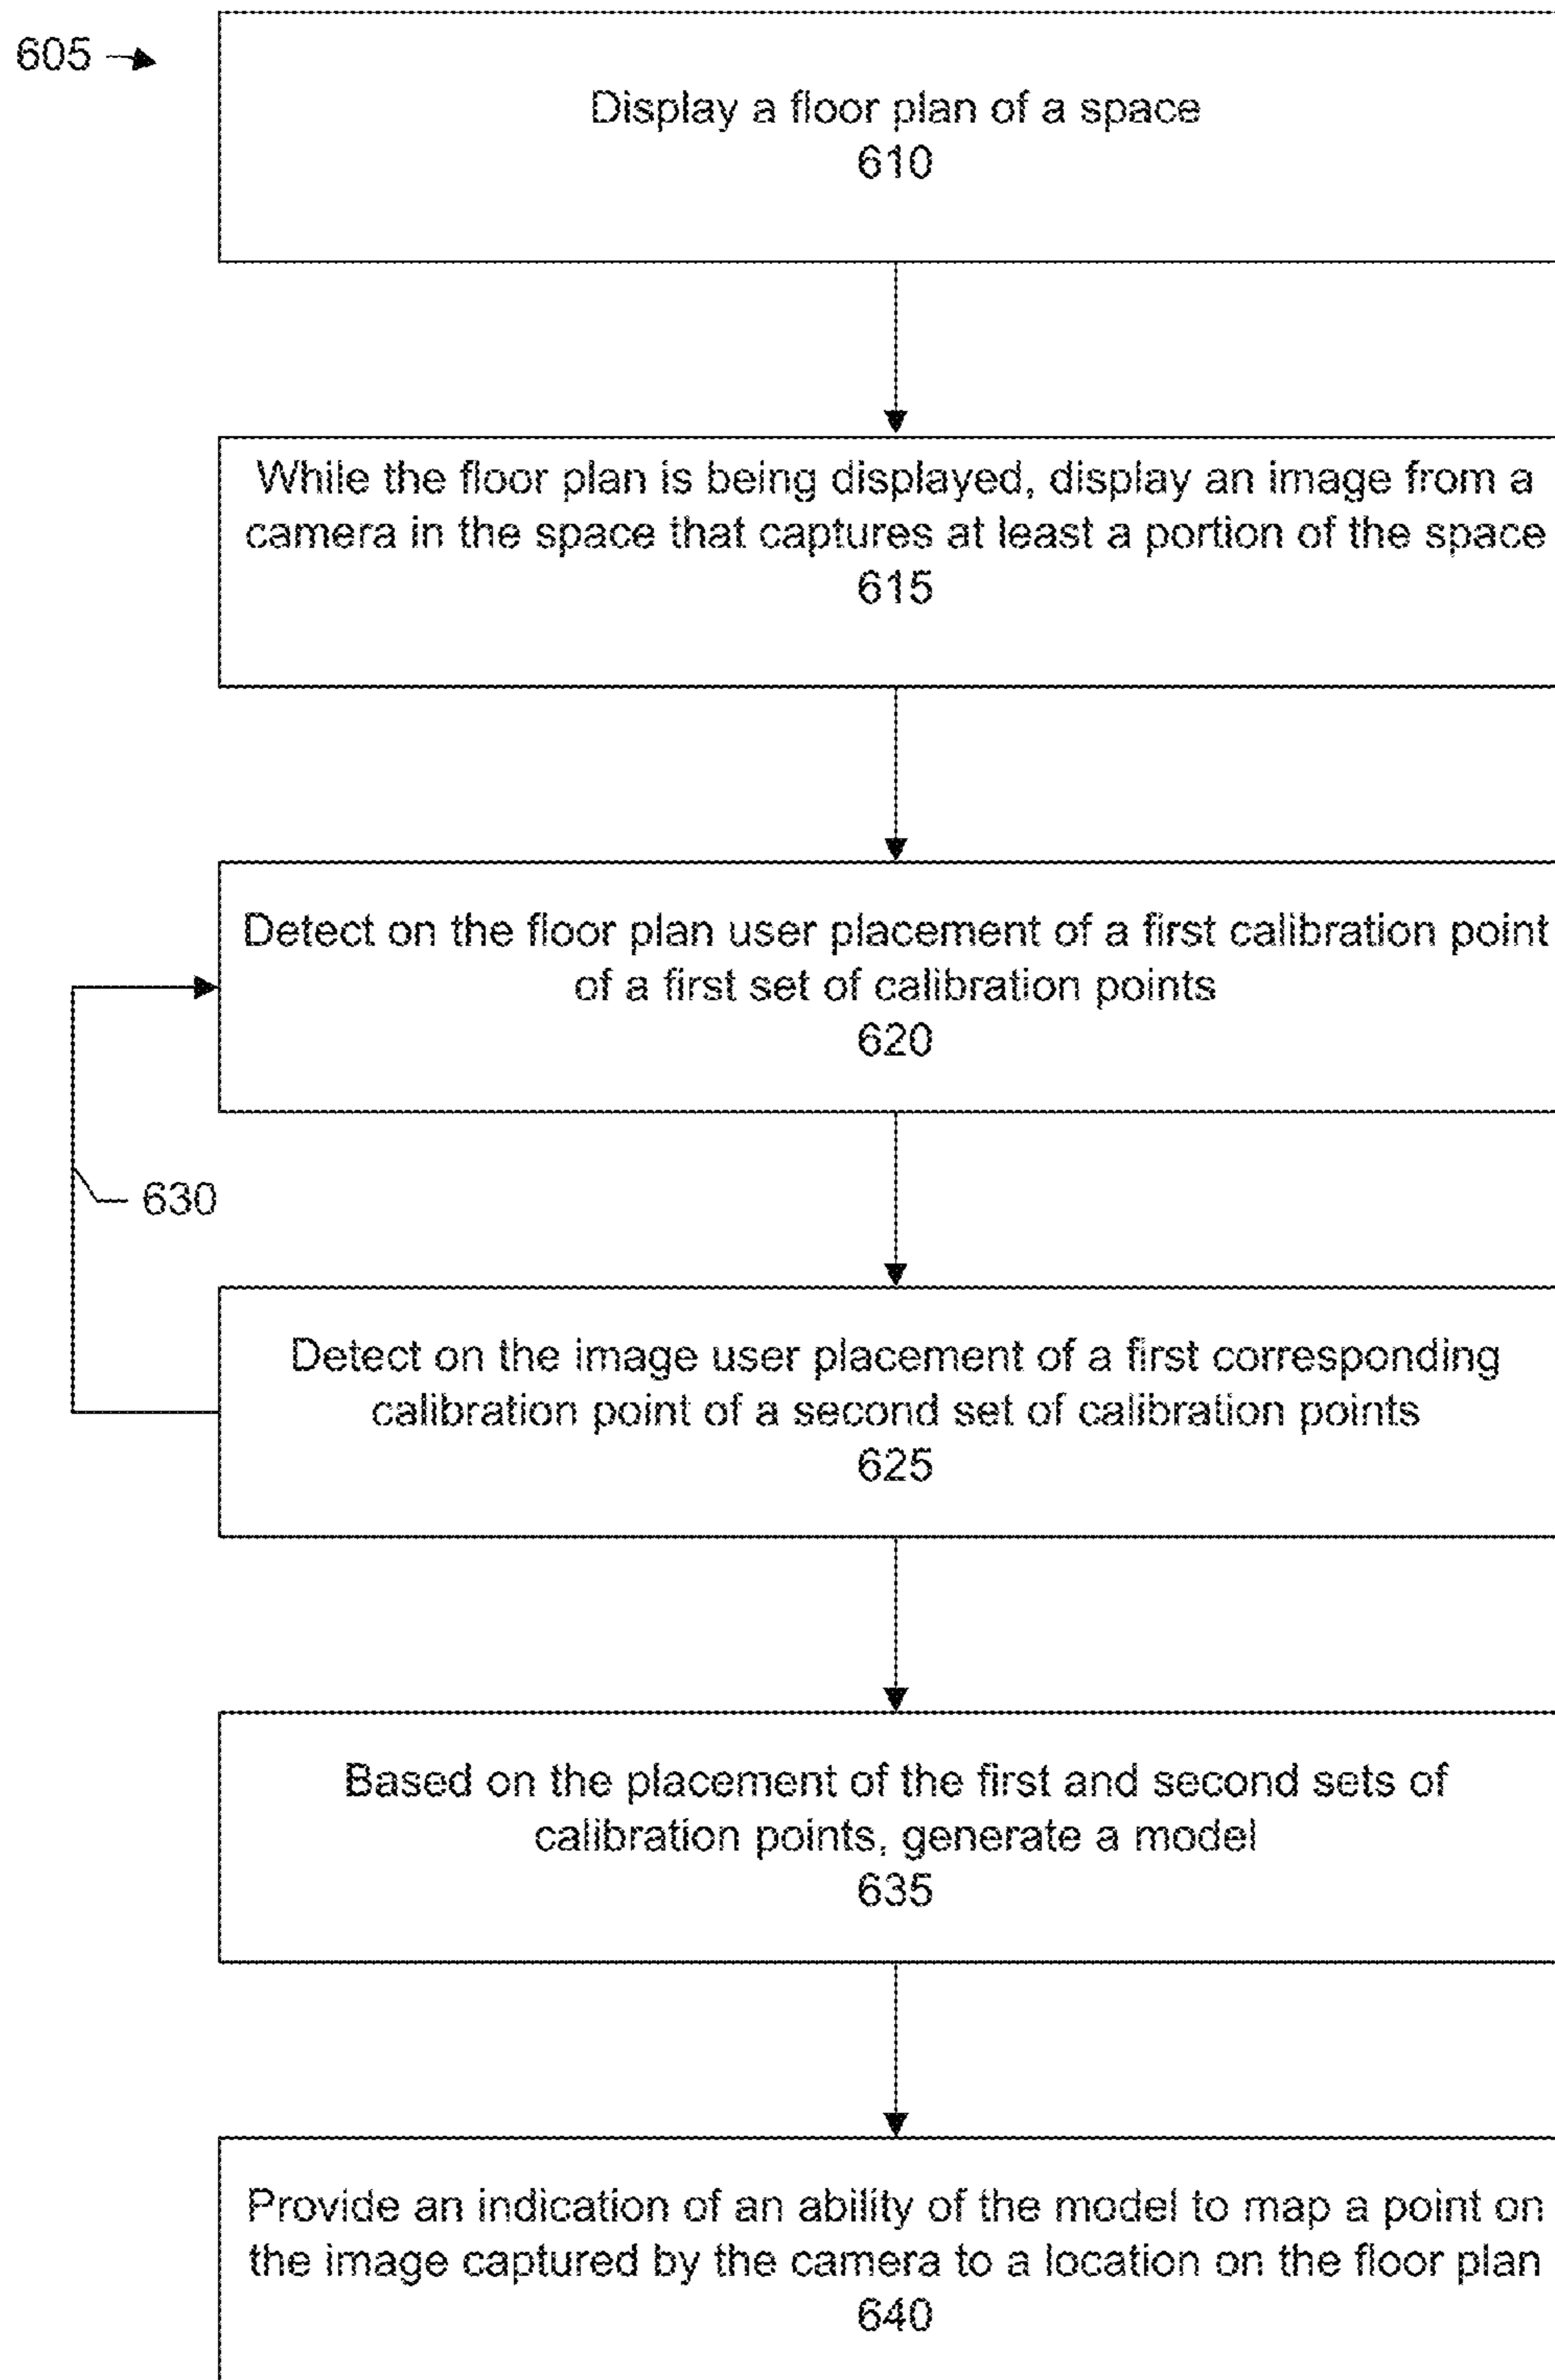 605
Display a floor plan of a space
610
While the floor plan is being displayed, display an image from a
camera in the space that captures at least a portion of the space
615
Detect on the floor plan user placement of a first calibration point
of a first set of calibration points
620
630
Detect on the image user placement of a first corresponding
calibration point of a second set of calibration points
625
Based on the placement of the first and second sets of
calibration points, generate a model
635
Provide an indication of an ability of the model to map a point on
the image captured by the camera to a location on the floor plan
640